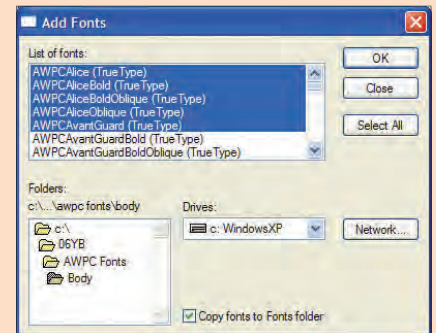 Add Fonts
List of fonts:
AWPCAlice (TrueType)
AWPCAliceBold (TrueType)
AWPCAliceBoldOblique (TrueType)
AWPCAliceOblique (TrueType)
AWPCAvantGuard (TrueType)
AWPCAvantGuardBold (TrueType)
AWPCAvantGuardBoldOblique (TrueType)
OK
Close
Select All
Folders:
c:\...\awpc fonts\body
c:\
06YB
AWPC Fonts
Body
Drives:
c: WindowsXP
Network...
Copy fonts to Fonts folder